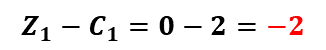 Z₁ − C₁ = 0 − 2 = −2